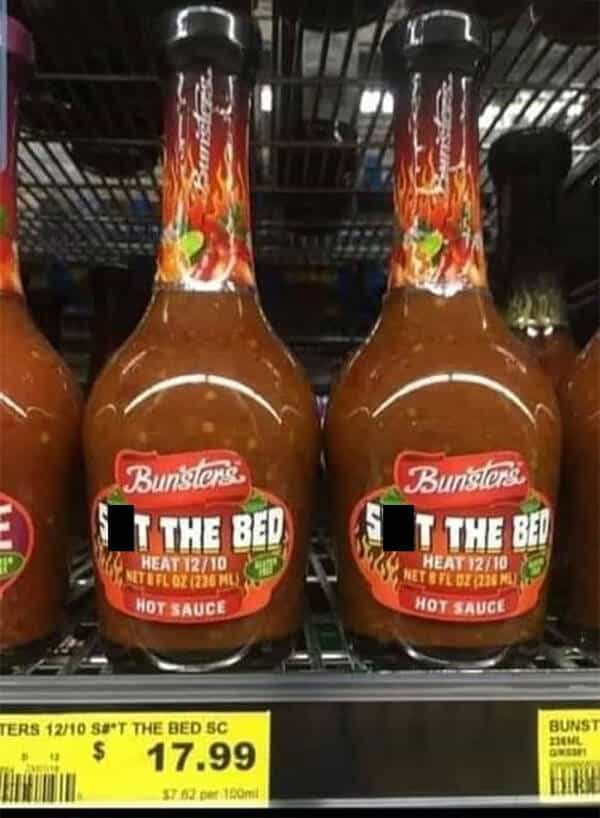 Bunsters
Bunsters
Bunsters
S T THE BED
HEAT 12/10
NET 8 FL OZ (236 ML)
HOT SAUCE
Bunsters
S T THE BED
HEAT 12/10
NET 8 FL OZ (236 ML)
HOT SAUCE
E
TERS 12/10 S#*T THE BED SC
$ 17.99
$7.62 per 100ml
BUNST
236ML